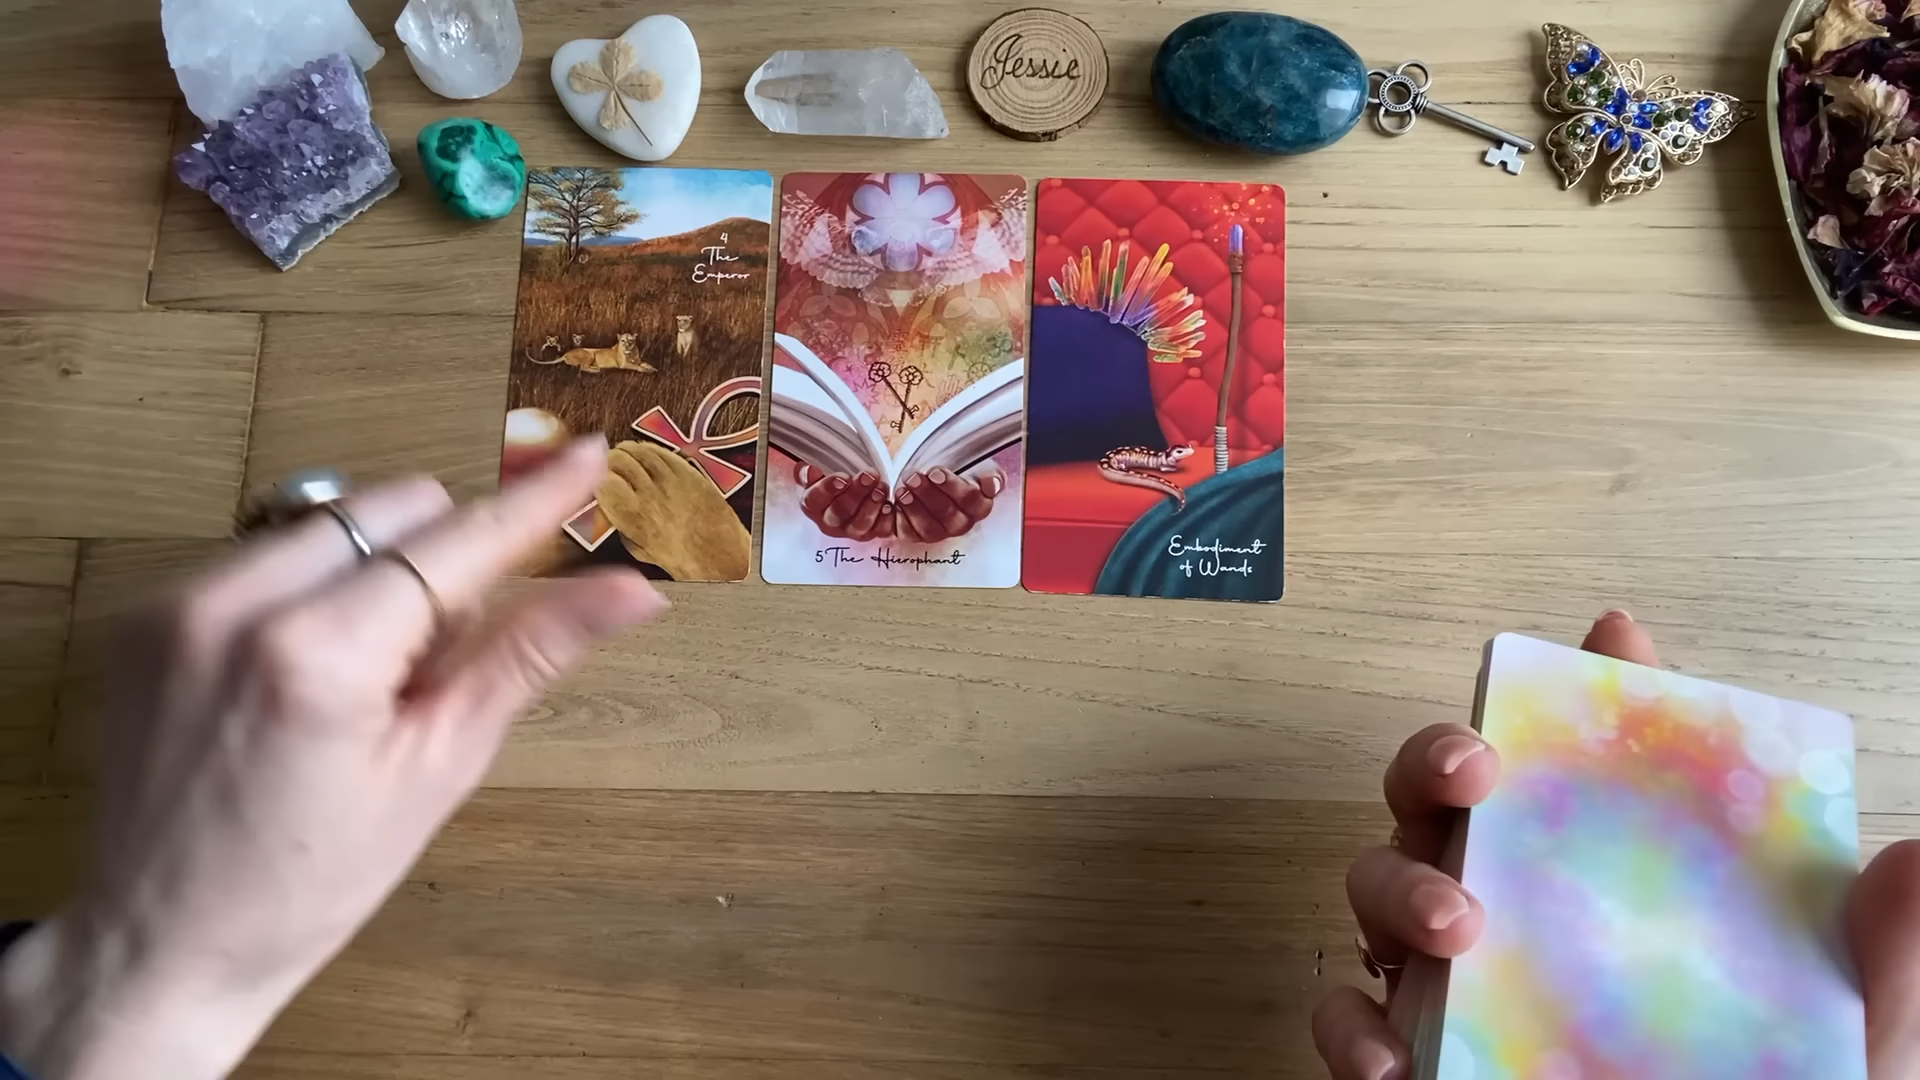 Jessie
4
The
Emperor
5 The Hierophant
Embodiment
of Wands